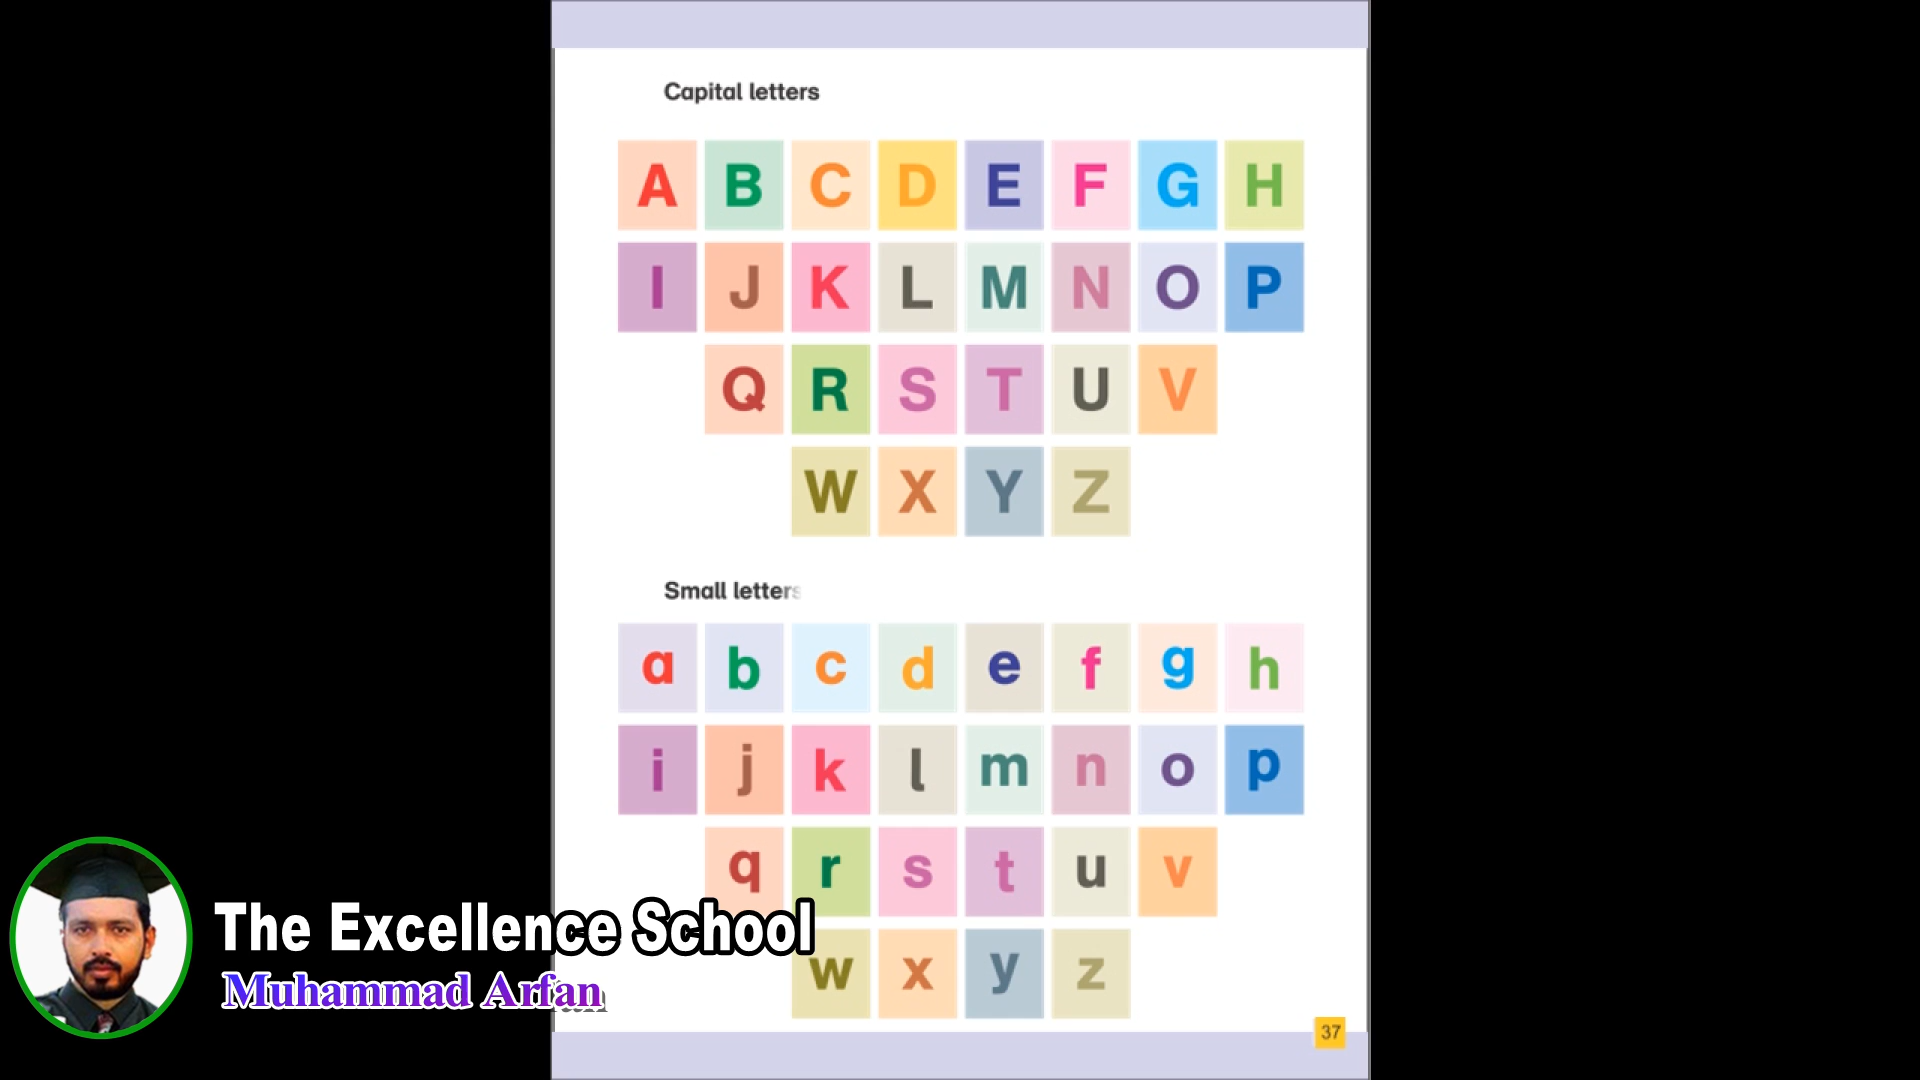 Capital letters
A B C D E F G H
I J K L M N O P
Q R S T U V
W X Y Z
Small letters
a b c d e f g h
i j k l m n o p
q r s t u v
w x y z
The Excellence School
Muhammad Arfan
37